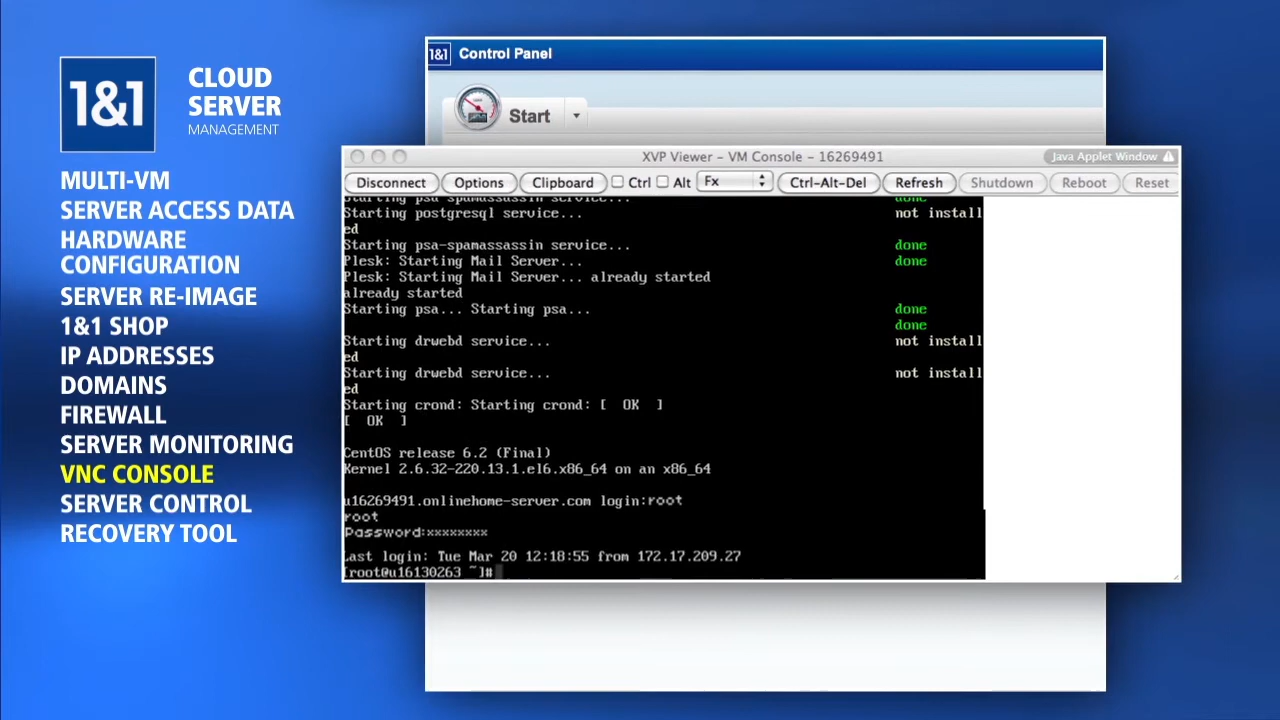 1&1
CLOUD
SERVER
MANAGEMENT
MULTI-VM
SERVER ACCESS DATA
HARDWARE
CONFIGURATION
SERVER RE-IMAGE
1&1 SHOP
IP ADDRESSES
DOMAINS
FIREWALL
SERVER MONITORING
VNC CONSOLE
SERVER CONTROL
RECOVERY TOOL
1&1 Control Panel
Start
XVP Viewer - VM Console - 16269491 Java Applet Window
Disconnect Options Clipboard Ctrl Alt Fx Ctrl-Alt-Del Refresh Shutdown Reboot Reset
Starting psa-spamassassin service... done
Starting postgresql service... not install
ed
Starting psa-spamassassin service... done
Plesk: Starting Mail Server... done
Plesk: Starting Mail Server... already started
already started
Starting psa... Starting psa... done
done
Starting drwebd service... not install
ed
Starting drwebd service... not install
ed
Starting crond: Starting crond: [ OK ]
[ OK ]
CentOS release 6.2 (Final)
Kernel 2.6.32-220.13.1.el6.x86_64 on an x86_64
u16269491.onlinehome-server.com login:root
root
Password:xxxxxxxx
Last login: Tue Mar 20 12:18:55 from 172.17.209.27
[root@u16130263 ~]#